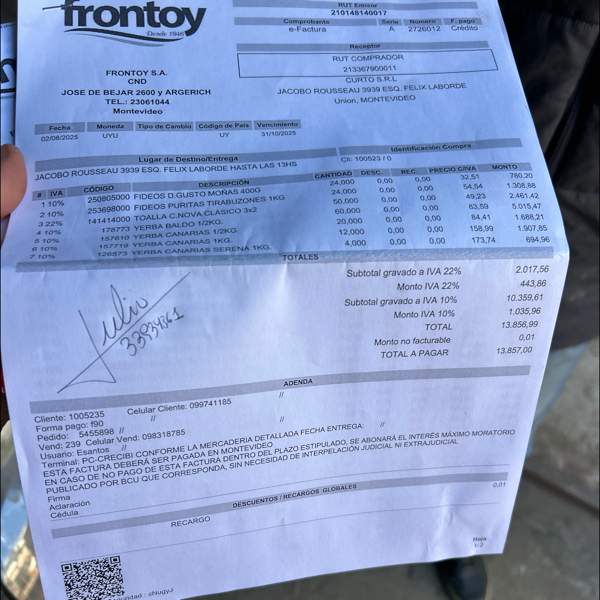 frontoy
Desde 1946
RUT Emisor
210148140017
Comprobante Serie Número F. pago
e-Factura A 2726012 Crédito
Receptor
RUT COMPRADOR
213367900011
CURTO S.R.L
JACOBO ROUSSEAU 3939 ESQ. FELIX LABORDE
Union, MONTEVIDEO
FRONTOY S.A.
CND
JOSE DE BEJAR 2600 y ARGERICH
TEL.: 23061044
Montevideo
Fecha Moneda Tipo de Cambio Código de País Vencimiento
02/08/2025 UYU UY 31/10/2025
Lugar de Destino/Entrega Identificación Compra
JACOBO ROUSSEAU 3939 ESQ. FELIX LABORDE HASTA LAS 13HS Cli: 100523 / 0
# IVA CÓDIGO DESCRIPCIÓN CANTIDAD DESC. REC. PRECIO C/IVA MONTO
1 10% 250805000 FIDEOS D.GUSTO MOÑAS 400G 24,000 0,00 0,00 32,51 780,20
2 10% 253698000 FIDEOS PURITAS TIRABUZONES 1KG 24,000 0,00 0,00 54,54 1.308,88
3 22% 141414000 TOALLA C.NOVA CLASICO 3x2 50,000 0,00 0,00 49,23 2.461,42
4 10% 178773 YERBA BALDO 1/2KG. 60,000 0,00 0,00 83,59 5.015,47
5 10% 157610 YERBA CANARIAS 1/2KG. 20,000 0,00 0,00 84,41 1.688,21
6 10% 157719 YERBA CANARIAS 1KG. 12,000 0,00 0,00 158,99 1.907,85
7 10% 126573 YERBA CANARIAS SERENA 1KG. 4,000 0,00 0,00 173,74 694,96
TOTALES
Subtotal gravado a IVA 22% 2.017,56
Monto IVA 22% 443,86
Subtotal gravado a IVA 10% 10.359,61
Monto IVA 10% 1.035,96
TOTAL 13.856,99
Monto no facturable 0,01
TOTAL A PAGAR 13.857,00
Julio
ADENDA
Cliente: 1005235 Celular Cliente: 099741185 //
Forma pago: f90 //
Pedido: 5455898 // //
Vend: 239 Celular Vend: 098318785
Usuario: Esantos //
Terminal: PC-CRECIBI CONFORME LA MERCADERIA DETALLADA FECHA ENTREGA: //
ESTA FACTURA DEBERÁ SER PAGADA EN MONTEVIDEO
EN CASO DE NO PAGO DE ESTA FACTURA DENTRO DEL PLAZO ESTIPULADO, SE ABONARÁ EL INTERÉS MÁXIMO MORATORIO
PUBLICADO POR BCU QUE CORRESPONDA, SIN NECESIDAD DE INTERPELACIÓN JUDICIAL NI EXTRAJUDICIAL
Firma
Aclaración
Cédula
DESCUENTOS / RECARGOS GLOBALES
RECARGO 0,01
Hoja
1/ 2
guridad : cNugyJ